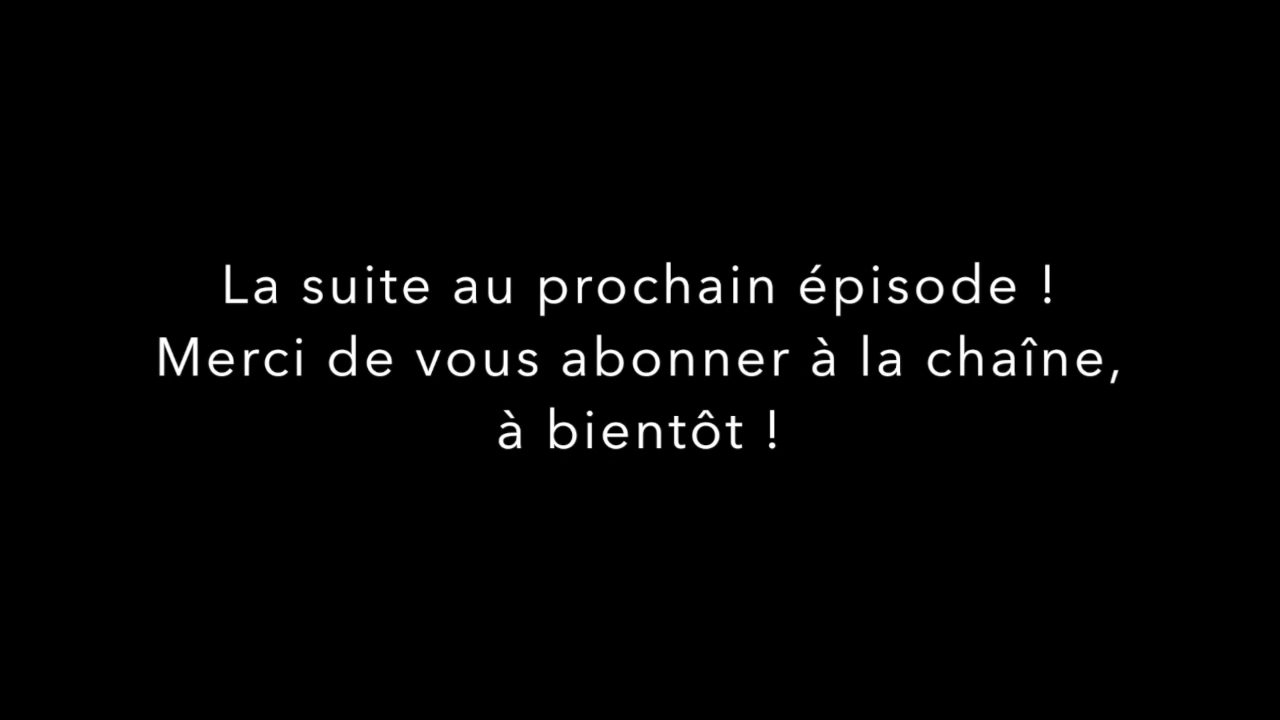 La suite au prochain épisode !
Merci de vous abonner à la chaîne,
à bientôt !